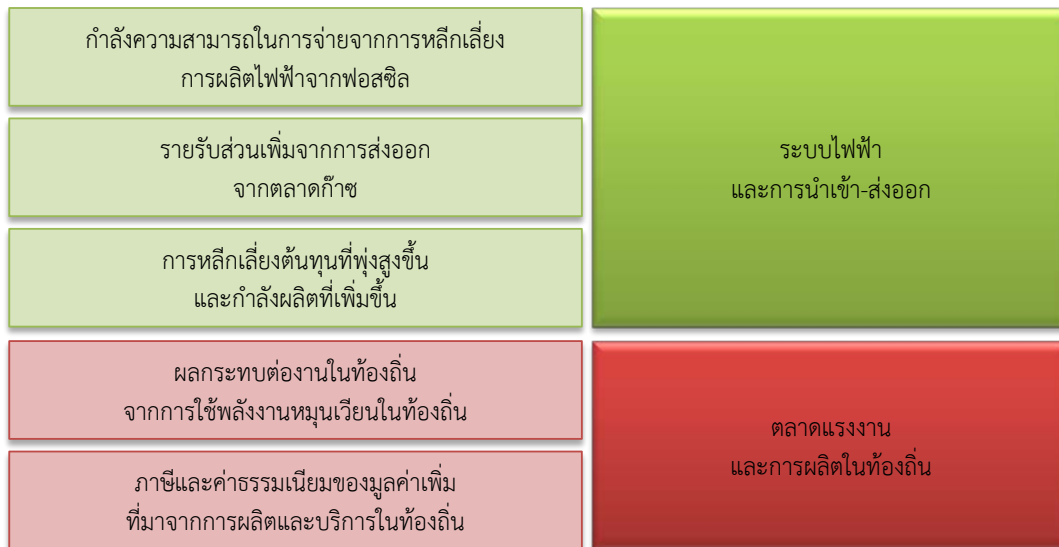 กำลังความสามารถในการจ่ายจากการหลีกเลี่ยง
การผลิตไฟฟ้าจากฟอสซิล
รายรับส่วนเพิ่มจากการส่งออก
จากตลาดก๊าซ
การหลีกเลี่ยงต้นทุนที่พุ่งสูงขึ้น
และกำลังผลิตที่เพิ่มขึ้น
ระบบไฟฟ้า
และการนำเข้า-ส่งออก
ผลกระทบต่องานในท้องถิ่น
จากการใช้พลังงานหมุนเวียนในท้องถิ่น
ภาษีและค่าธรรมเนียมของมูลค่าเพิ่ม
ที่มาจากการผลิตและบริการในท้องถิ่น
ตลาดแรงงาน
และการผลิตในท้องถิ่น